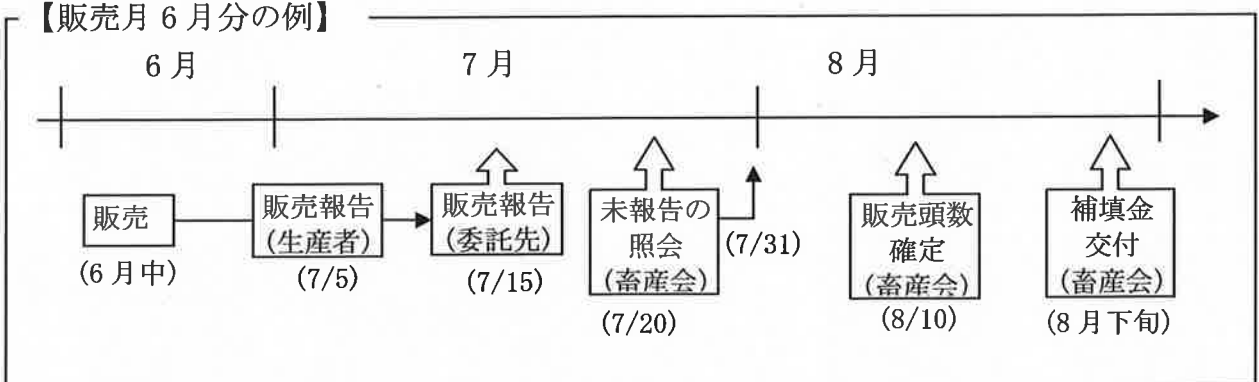 【販売月6月分の例】
6月 7月 8月
販売
(6月中)
販売報告
(生産者)
(7/5)
販売報告
(委託先)
(7/15)
未報告の
照会
(畜産会)
(7/20)
(7/31)
販売頭数
確定
(畜産会)
(8/10)
補填金
交付
(畜産会)
(8月下旬)